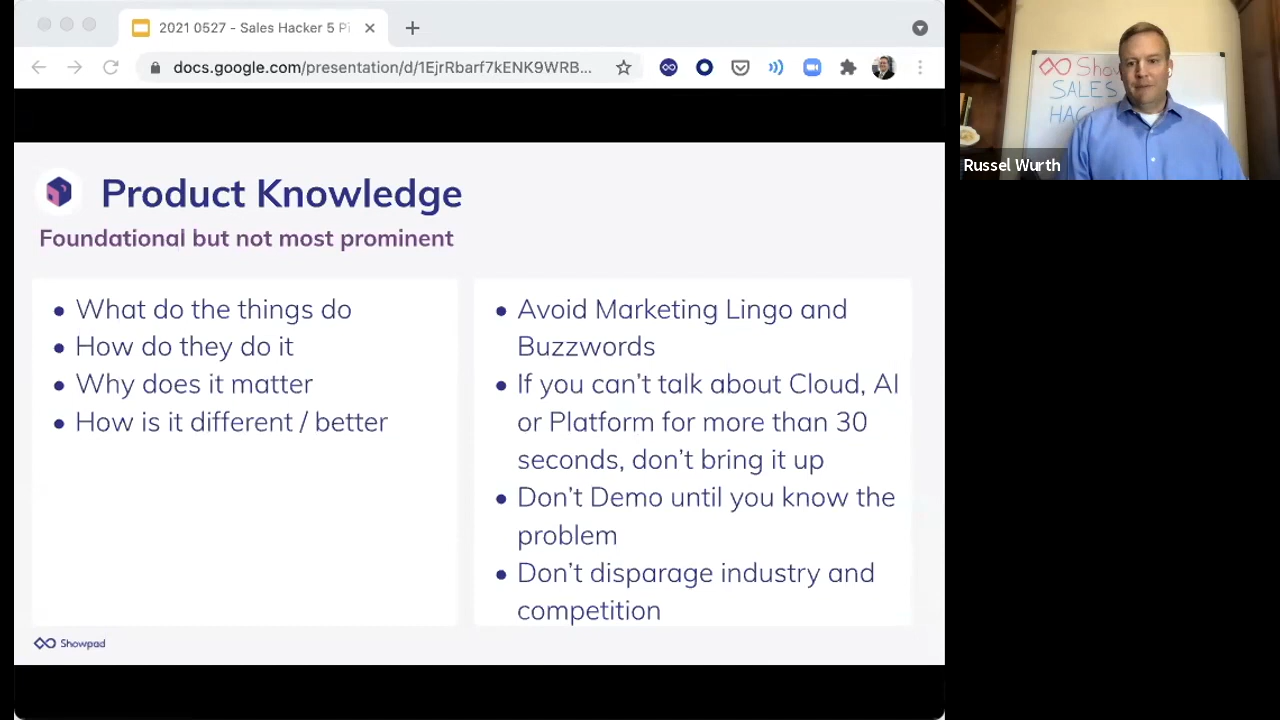 2021 0527 - Sales Hacker 5 Pi
docs.google.com/presentation/d/1EjrRbarf7kENK9WRB...
Product Knowledge
Foundational but not most prominent
• What do the things do
• How do they do it
• Why does it matter
• How is it different / better
• Avoid Marketing Lingo and
Buzzwords
• If you can't talk about Cloud, AI
or Platform for more than 30
seconds, don't bring it up
• Don't Demo until you know the
problem
• Don't disparage industry and
competition
Showpad
Show
SALES
HAC
Russel Wurth